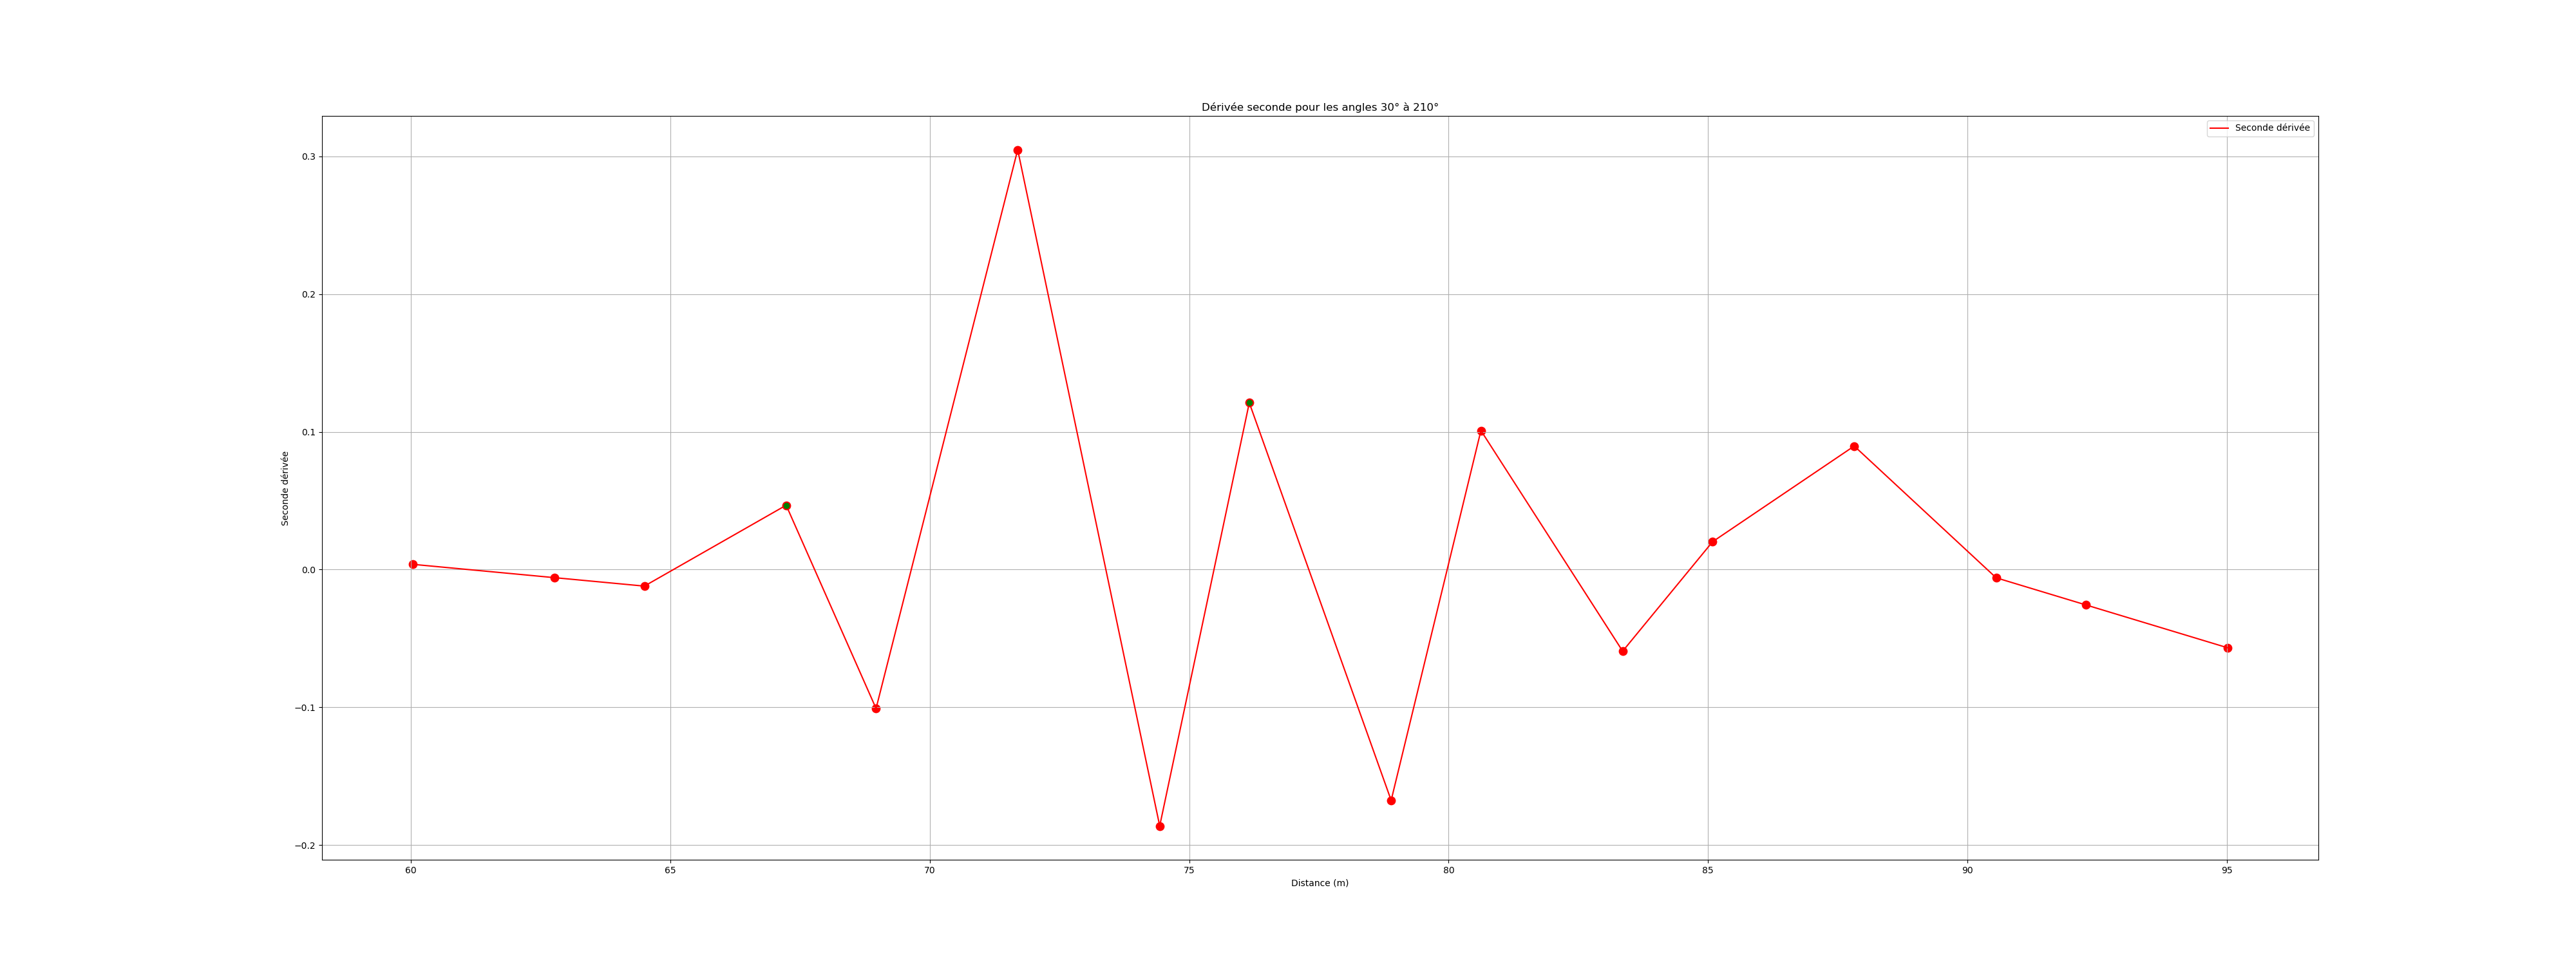 Dérivée seconde pour les angles 30° à 210°
Seconde dérivée
0.3
0.2
0.1
0.0
−0.1
−0.2
Seconde dérivée
60 65 70 75 80 85 90 95
Distance (m)